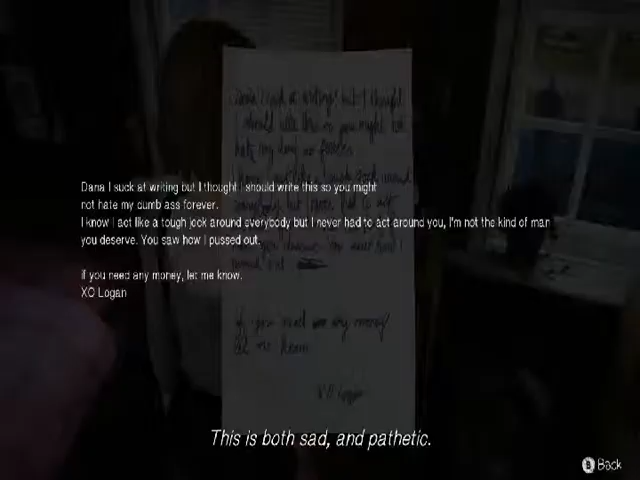 Dana I suck at writing but I thought I should write this so you might
not hate my dumb ass forever.
I know I act like a tough jock around everybody but I never had to act around you, I'm not the kind of man
you deserve. You saw how I pussed out.
if you need any money, let me know.
XO Logan
This is both sad, and pathetic.
B Back